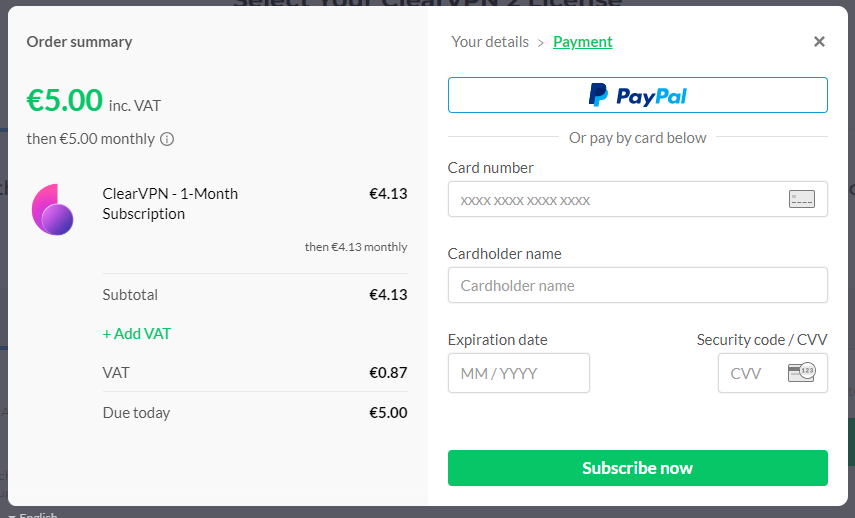 Select Your ClearVPN 2 License
Order summary
€5.00 inc. VAT
then €5.00 monthly
ClearVPN - 1-Month
Subscription
€4.13
then €4.13 monthly
Subtotal
€4.13
+ Add VAT
VAT
€0.87
Due today
€5.00
Your details > Payment
×
PayPal
Or pay by card below
Card number
xxxx xxxx xxxx xxxx
Cardholder name
Cardholder name
Expiration date
Security code / CVV
MM / YYYY
CVV
123
Subscribe now
English